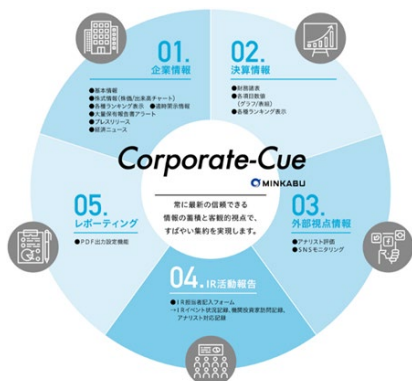 01.
企業情報
●基本情報
●株式情報(株価/出来高チャート)
●各種ランキング表示 ●適時開示情報
●大量保有報告書アラート
●プレスリリース
●経済ニュース
02.
決算情報
●財務諸表
●各項目数値
(グラフ/表組)
●各種ランキング表示
Corporate-Cue
MINKABU
常に最新の信頼できる
情報の蓄積と客観的視点で、
すばやい集約を実現します。
03.
外部視点情報
●アナリスト評価
●SNSモニタリング
04. IR活動報告
●IR担当者記入フォーム
→IRイベント状況記録、機関投資家訪問記録、
アナリスト対応記録
05.
レポーティング
●PDF出力設定機能